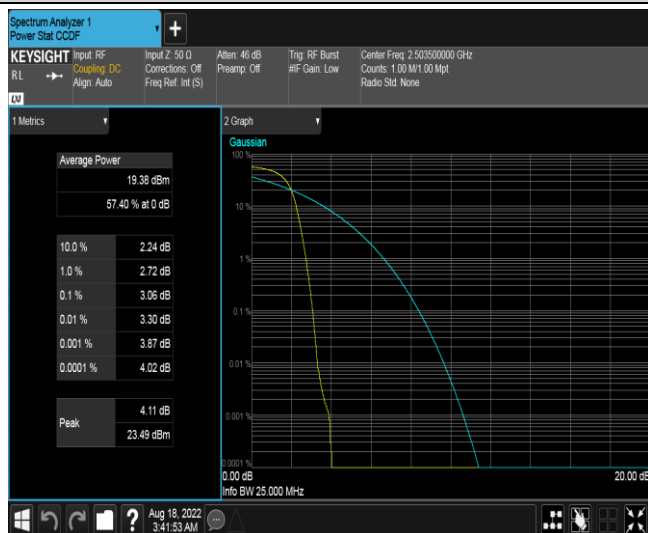 Spectrum Analyzer 1
Power Stat CCDF
+
KEYSIGHT
RL
LXI
Input: RF
Coupling: DC
Align: Auto
Input Z: 50 Ω
Corrections: Off
Freq Ref: Int (S)
Atten: 46 dB
Preamp: Off
Trig: RF Burst
#IF Gain: Low
Center Freq: 2.503500000 GHz
Counts: 1.00 M/1.00 Mpt
Radio Std: None
1 Metrics
Average Power
19.38 dBm
57.40 % at 0 dB
10.0 % 2.24 dB
1.0 % 2.72 dB
0.1 % 3.06 dB
0.01 % 3.30 dB
0.001 % 3.87 dB
0.0001 % 4.02 dB
Peak
4.11 dB
23.49 dBm
2 Graph
Gaussian
100 %
10 %
1 %
0.1 %
0.01 %
0.001 %
0.0001 %
0.00 dB 20.00 dB
Info BW 25.000 MHz
?
Aug 18, 2022
3:41:53 AM